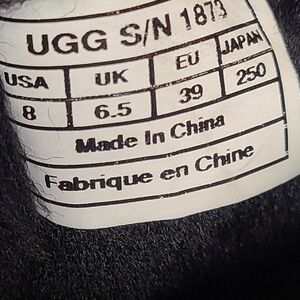 UGG S/N 1873
USA UK EU JAPAN
8 6.5 39 250
Made In China
Fabrique en Chine